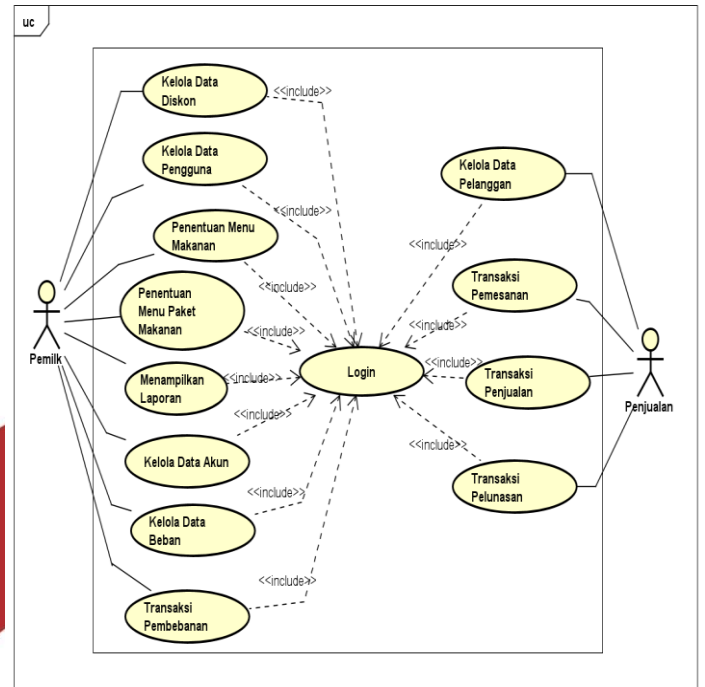 uc
Kelola Data
Diskon
<<include>>
Kelola Data
Pengguna
<<include>>
Penentuan Menu
Makanan
<<include>>
Penentuan
Menu Paket
Makanan
<<include>>
Pemilk
Menampilkan
Laporan
<<include>>
Kelola Data Akun
<<include>>
Kelola Data
Beban
<<include>>
Transaksi
Pembebanan
<<include>>
Login
Kelola Data
Pelanggan
<<include>>
Transaksi
Pemesanan
<<include>>
Transaksi
Penjualan
<<include>>
Transaksi
Pelunasan
<<include>>
Penjualan